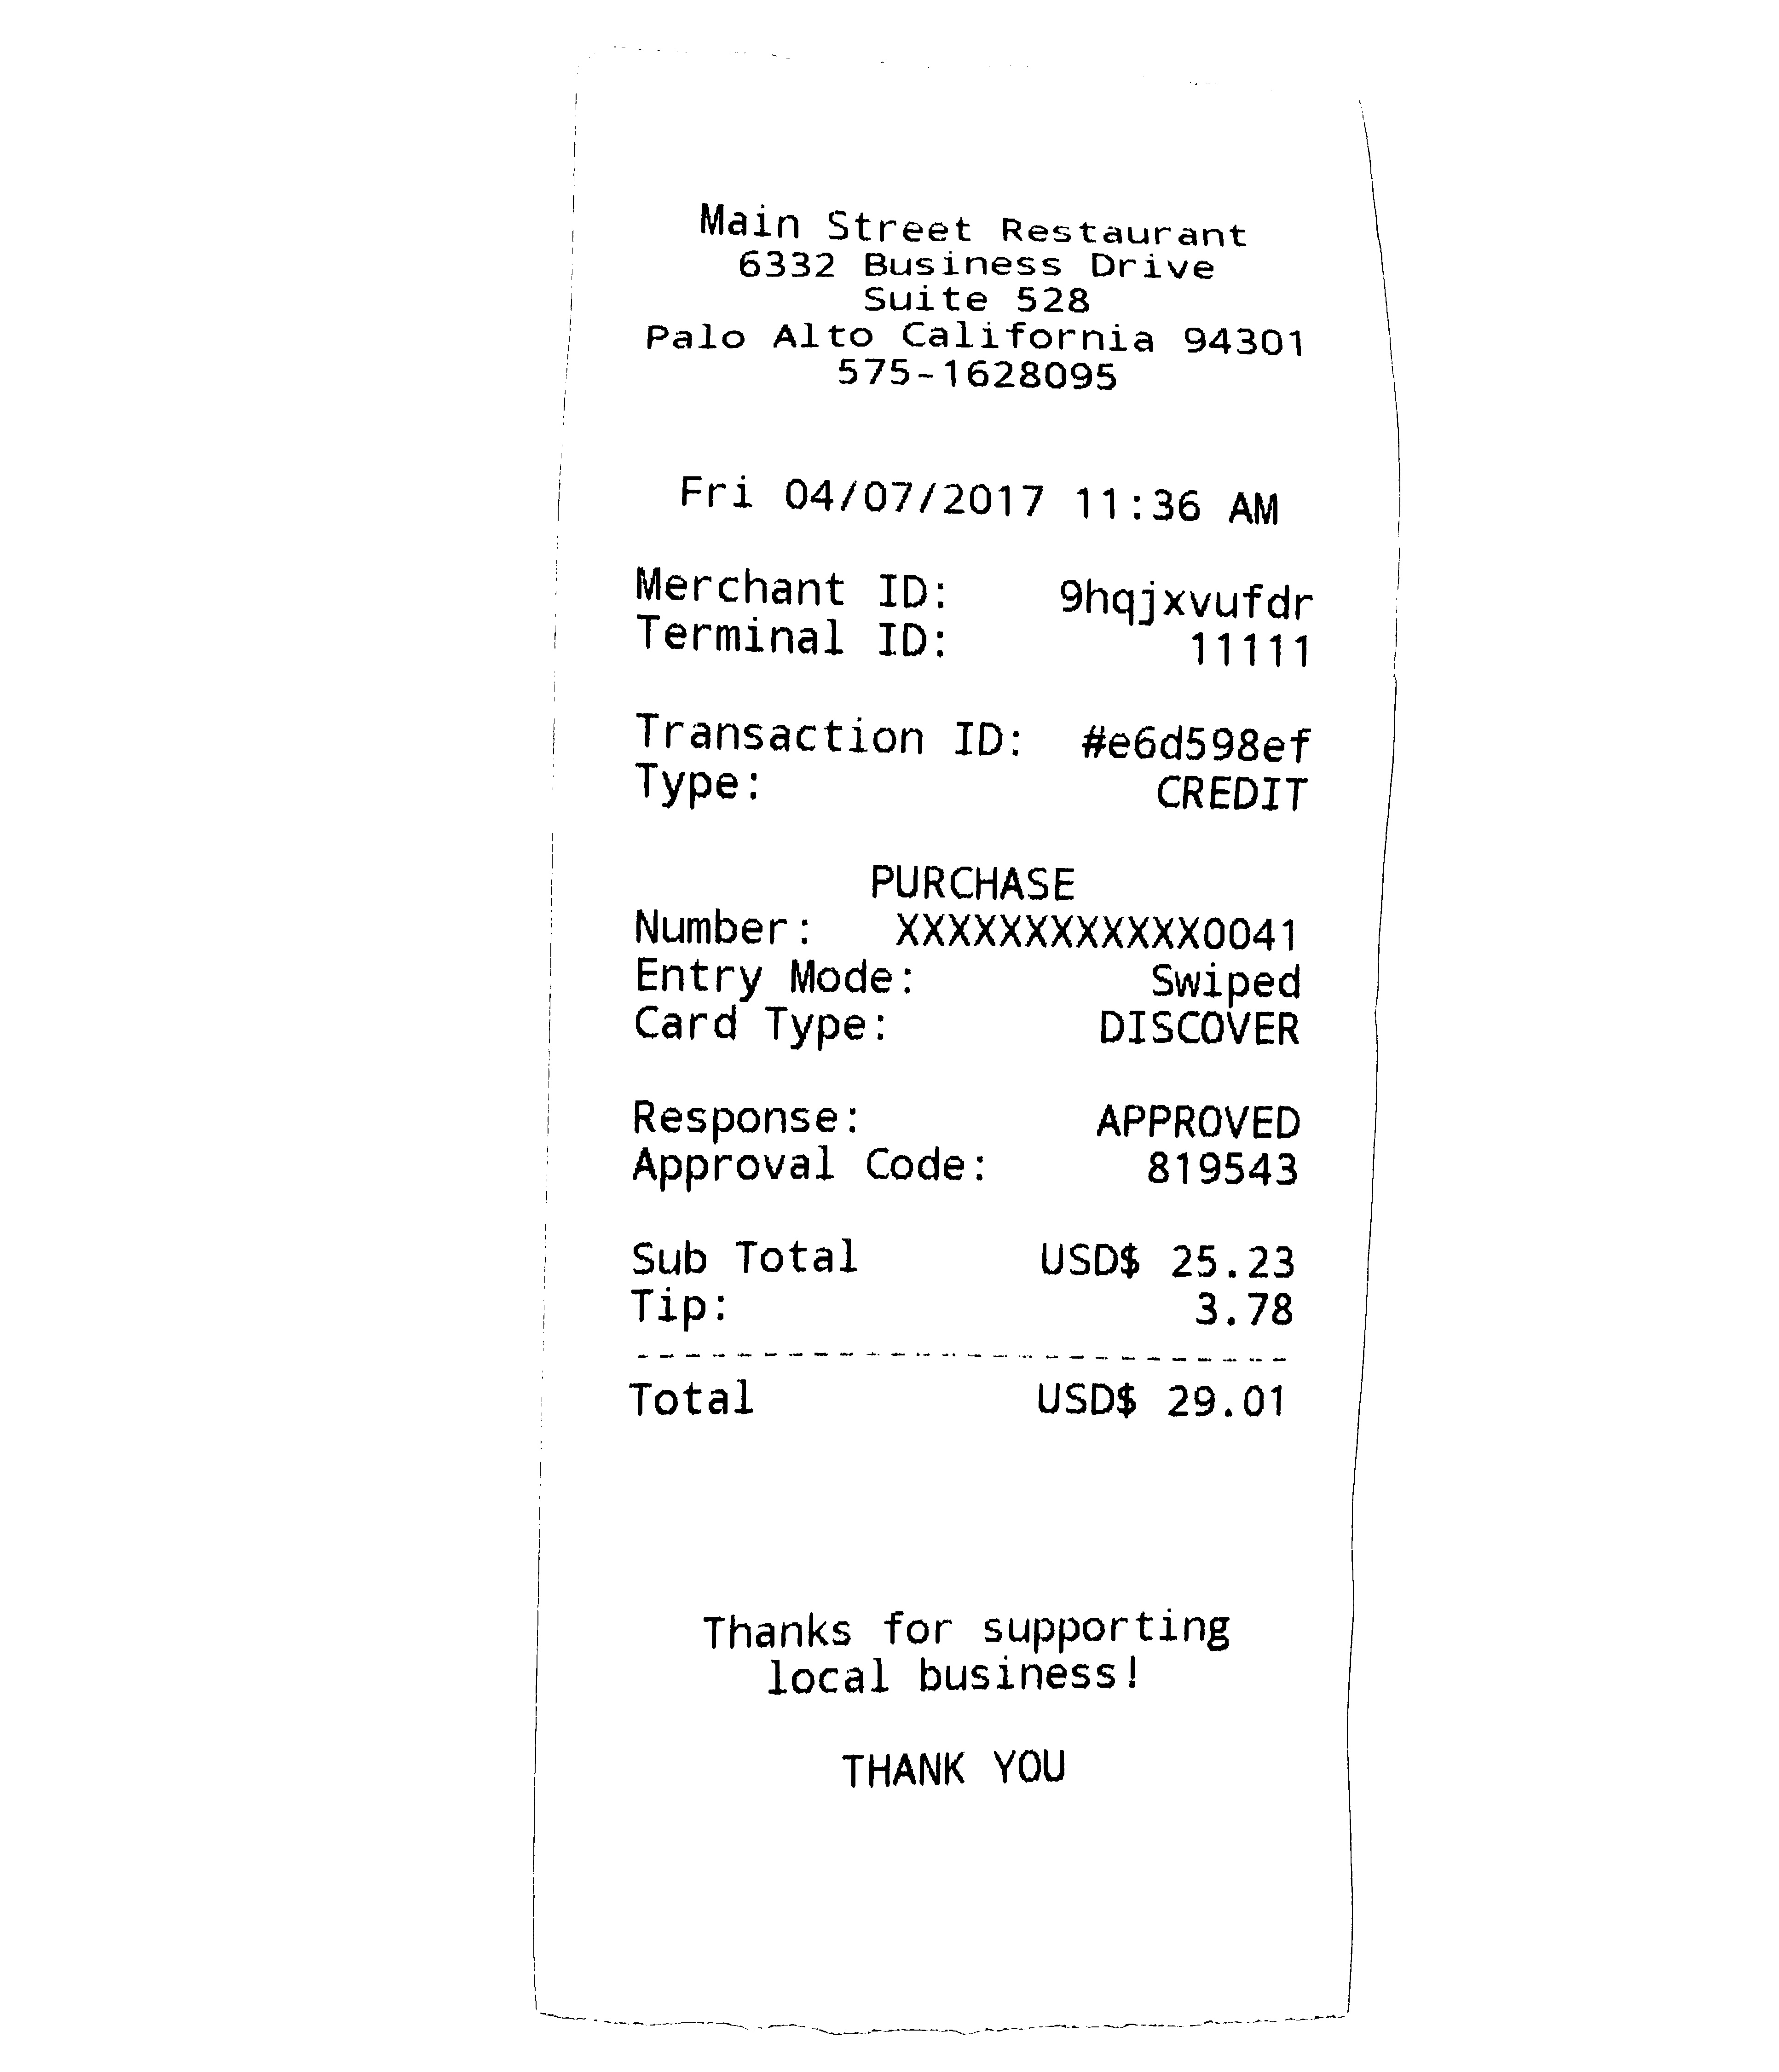 Main Street Restaurant
6332 Business Drive
Suite 528
Palo Alto California 94301
575-1628095
Fri 04/07/2017 11:36 AM
Merchant ID: 9hqjxvufdr
Terminal ID: 11111
Transaction ID: #e6d598ef
Type: CREDIT
PURCHASE
Number: XXXXXXXXXXXX0041
Entry Mode: Swiped
Card Type: DISCOVER
Response: APPROVED
Approval Code: 819543
Sub Total USD$ 25.23
Tip: 3.78
--------------------------
Total USD$ 29.01
Thanks for supporting
local business!
THANK YOU